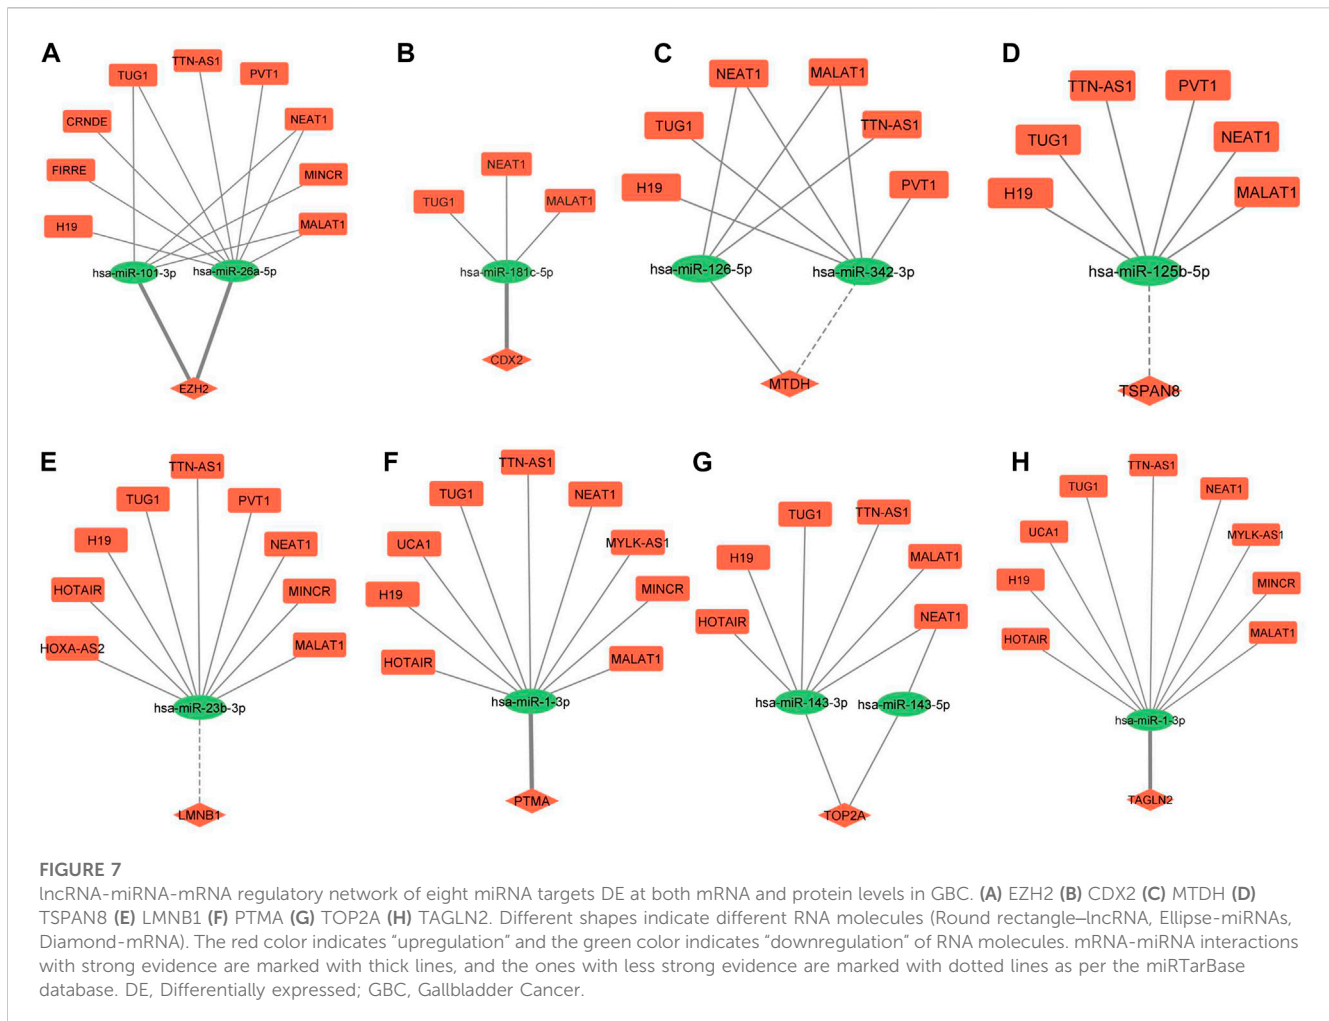 A
TUG1
TTN-AS1
PVT1
CRNDE
NEAT1
FIRRE
MINCR
H19
MALAT1
hsa-miR-101-3p
hsa-miR-26a-5p
EZH2
B
NEAT1
TUG1
MALAT1
hsa-miR-181c-5p
CDX2
C
NEAT1
MALAT1
TUG1
TTN-AS1
H19
PVT1
hsa-miR-126-5p
hsa-miR-342-3p
MTDH
D
TTN-AS1
PVT1
TUG1
NEAT1
H19
MALAT1
hsa-miR-125b-5p
TSPAN8
E
TTN-AS1
TUG1
PVT1
H19
NEAT1
HOTAIR
MINCR
HOXA-AS2
MALAT1
hsa-miR-23b-3p
LMNB1
F
TTN-AS1
TUG1
NEAT1
UCA1
MYLK-AS1
H19
MINCR
HOTAIR
MALAT1
hsa-miR-1-3p
PTMA
G
TUG1
TTN-AS1
H19
MALAT1
HOTAIR
NEAT1
hsa-miR-143-3p
hsa-miR-143-5p
TOP2A
H
TTN-AS1
TUG1
NEAT1
UCA1
MYLK-AS1
H19
MINCR
HOTAIR
MALAT1
hsa-miR-1-3p
TAGLN2
FIGURE 7
lncRNA-miRNA-mRNA regulatory network of eight miRNA targets DE at both mRNA and protein levels in GBC. (A) EZH2 (B) CDX2 (C) MTDH (D)
TSPAN8 (E) LMNB1 (F) PTMA (G) TOP2A (H) TAGLN2. Different shapes indicate different RNA molecules (Round rectangle—lncRNA, Ellipse-miRNAs,
Diamond-mRNA). The red color indicates “upregulation” and the green color indicates “downregulation” of RNA molecules. mRNA-miRNA interactions
with strong evidence are marked with thick lines, and the ones with less strong evidence are marked with dotted lines as per the miRTarBase
database. DE, Differentially expressed; GBC, Gallbladder Cancer.